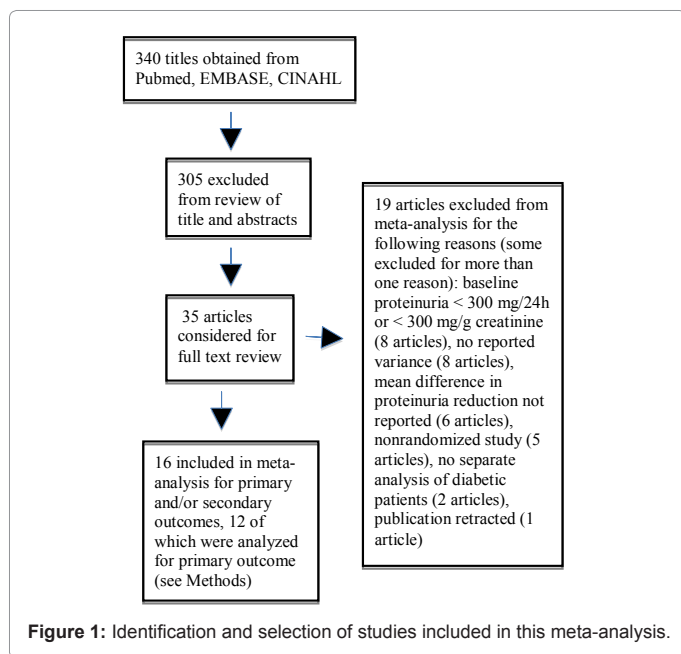 340 titles obtained from
Pubmed, EMBASE, CINAHL
305 excluded
from review of
title and abstracts
35 articles
considered for
full text review
19 articles excluded from
meta-analysis for the
following reasons (some
excluded for more than
one reason): baseline
proteinuria < 300 mg/24h
or < 300 mg/g creatinine
(8 articles), no reported
variance (8 articles),
mean difference in
proteinuria reduction not
reported (6 articles),
nonrandomized study (5
articles), no separate
analysis of diabetic
patients (2 articles),
publication retracted (1
article)
16 included in meta-
analysis for primary
and/or secondary
outcomes, 12 of
which were analyzed
for primary outcome
(see Methods)
Figure 1: Identification and selection of studies included in this meta-analysis.